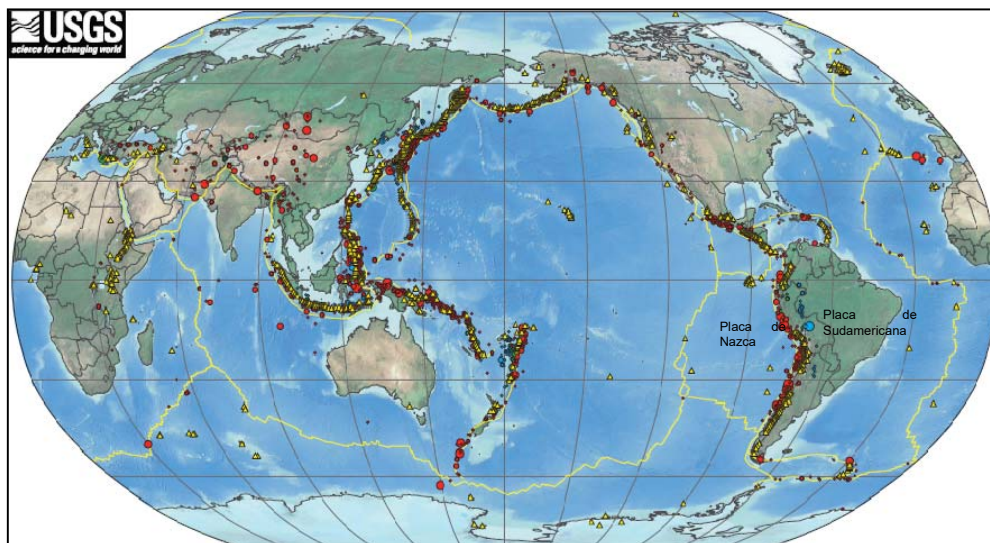 USGS
science for a changing world
Placa de
Nazca
Placa de
Sudamericana